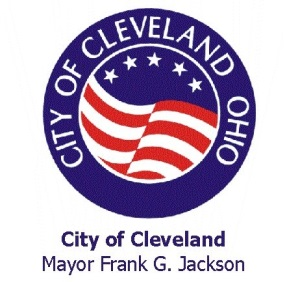 CITY OF CLEVELAND OHIO
City of Cleveland
Mayor Frank G. Jackson